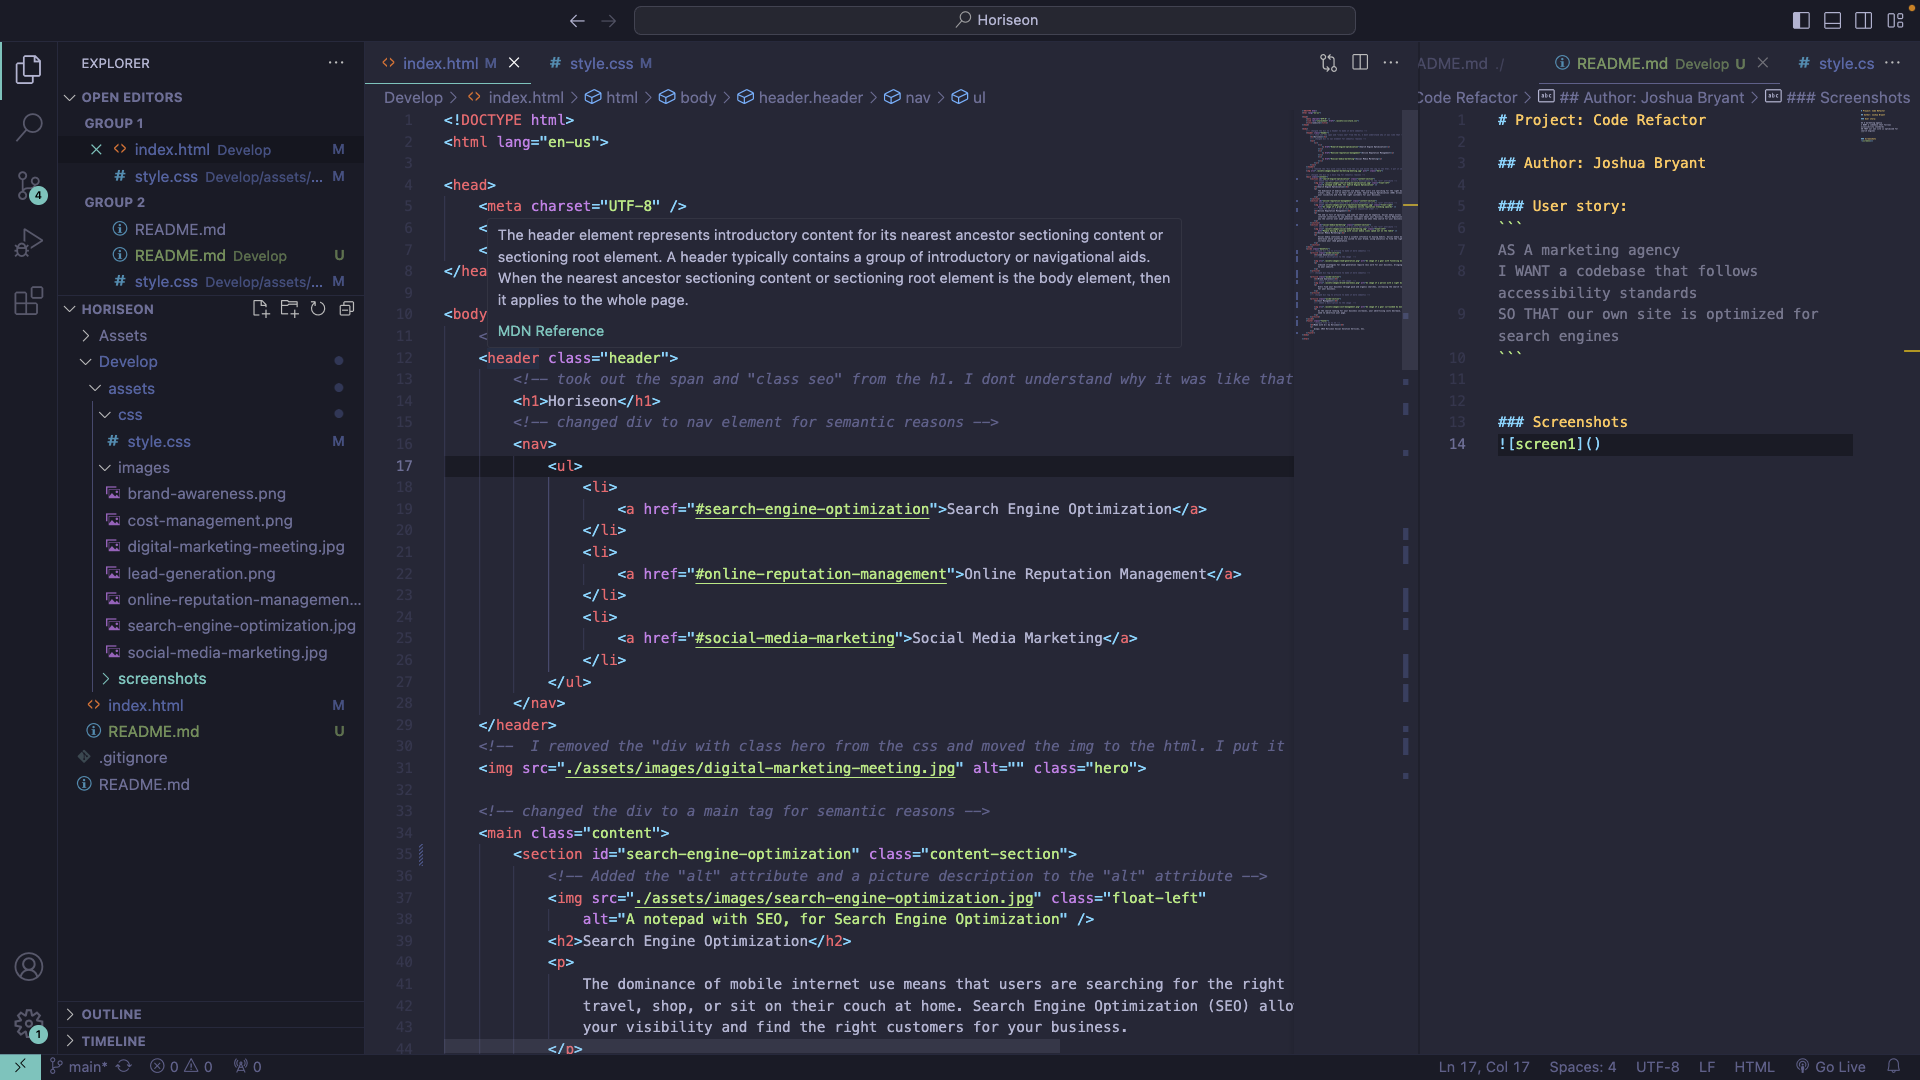 Horiseon
EXPLORER
OPEN EDITORS
GROUP 1
index.html Develop M
style.css Develop/assets/... M
GROUP 2
README.md
README.md Develop U
style.css Develop/assets/... M
HORISEON
Assets
Develop
assets
css
style.css M
images
brand-awareness.png
cost-management.png
digital-marketing-meeting.jpg
lead-generation.png
online-reputation-managemen...
search-engine-optimization.jpg
social-media-marketing.jpg
screenshots
index.html M
README.md U
.gitignore
README.md
OUTLINE
TIMELINE
4
1
index.html M
style.css M
Develop > index.html > html > body > header.header > nav > ul
1 <!DOCTYPE html>
2 <html lang="en-us">
3
4 <head>
5 <meta charset="UTF-8" />
6 <
7 <
8 </hea
9
10 <body
11 <
The header element represents introductory content for its nearest ancestor sectioning content or
sectioning root element. A header typically contains a group of introductory or navigational aids.
When the nearest ancestor sectioning content or sectioning root element is the body element, then
it applies to the whole page.
MDN Reference
12 <header class="header">
13 <!-- took out the span and "class seo" from the h1. I dont understand why it was like that
14 <h1>Horiseon</h1>
15 <!-- changed div to nav element for semantic reasons -->
16 <nav>
17 <ul>
18 <li>
19 <a href="#search-engine-optimization">Search Engine Optimization</a>
20 </li>
21 <li>
22 <a href="#online-reputation-management">Online Reputation Management</a>
23 </li>
24 <li>
25 <a href="#social-media-marketing">Social Media Marketing</a>
26 </li>
27 </ul>
28 </nav>
29 </header>
30 <!--  I removed the "div with class hero from the css and moved the img to the html. I put it
31 <img src="./assets/images/digital-marketing-meeting.jpg" alt="" class="hero">
32
33 <!-- changed the div to a main tag for semantic reasons -->
34 <main class="content">
35 <section id="search-engine-optimization" class="content-section">
36 <!-- Added the "alt" attribute and a picture description to the "alt" attribute -->
37 <img src="./assets/images/search-engine-optimization.jpg" class="float-left"
38 alt="A notepad with SEO, for Search Engine Optimization" />
39 <h2>Search Engine Optimization</h2>
40 <p>
41 The dominance of mobile internet use means that users are searching for the right
42 travel, shop, or sit on their couch at home. Search Engine Optimization (SEO) allo
43 your visibility and find the right customers for your business.
44 </p>
ADME.md ./
README.md Develop U
style.cs
Code Refactor > ## Author: Joshua Bryant > ### Screenshots
1 # Project: Code Refactor
2
3 ## Author: Joshua Bryant
4
5 ### User story:
6 ```
7 AS A marketing agency
8 I WANT a codebase that follows
accessibility standards
9 SO THAT our own site is optimized for
search engines
10 ```
11
12
13 ### Screenshots
14 ![screen1]()
main* 0 0 0
Ln 17, Col 17 Spaces: 4 UTF-8 LF HTML Go Live